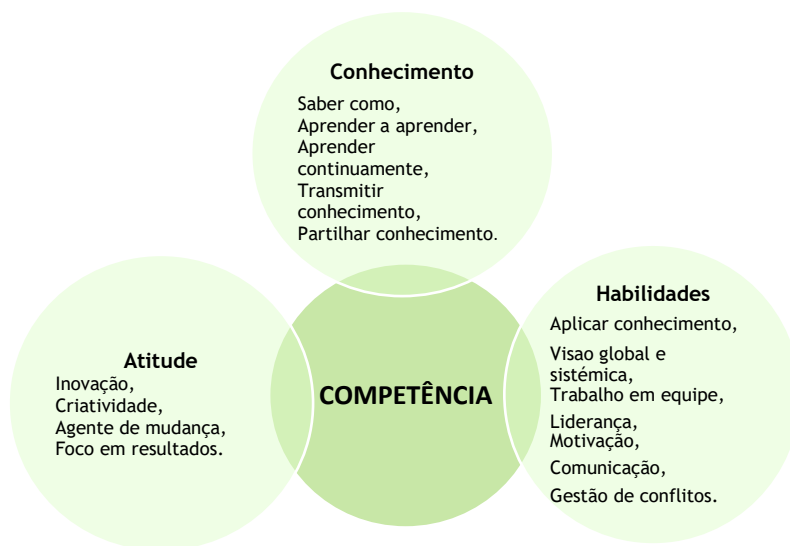 Conhecimento
Saber como,
Aprender a aprender,
Aprender
continuamente,
Transmitir
conhecimento,
Partilhar conhecimento.
Atitude
Inovação,
Criatividade,
Agente de mudança,
Foco em resultados.
COMPETÊNCIA
Habilidades
Aplicar conhecimento,
Visao global e
sistémica,
Trabalho em equipe,
Liderança,
Motivação,
Comunicação,
Gestão de conflitos.